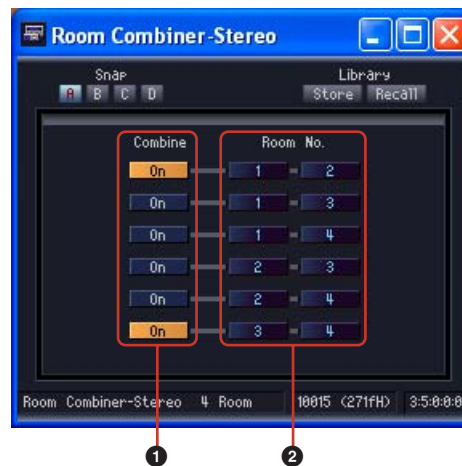 Room Combiner-Stereo
Snap
Library
A B C D
Store Recall
Combine Room No.
On 1 2
On 1 3
On 1 4
On 2 3
On 2 4
On 3 4
Room Combiner-Stereo 4 Room 10015 (271fH) 3:5:0:0:0
1 2